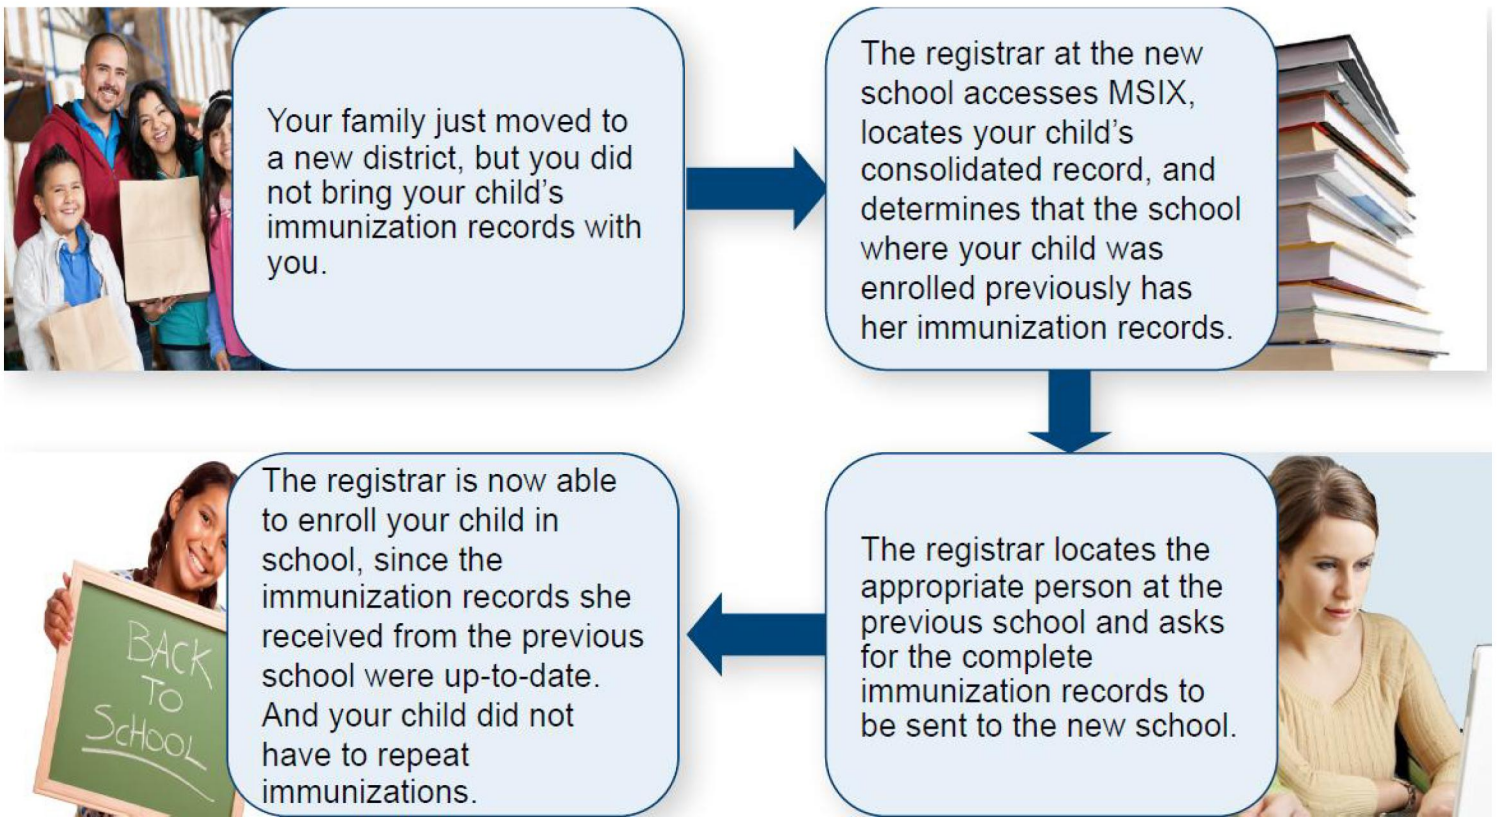 Your family just moved to
a new district, but you did
not bring your child's
immunization records with
you.
The registrar at the new
school accesses MSIX,
locates your child's
consolidated record, and
determines that the school
where your child was
enrolled previously has
her immunization records.
The registrar locates the
appropriate person at the
previous school and asks
for the complete
immunization records to
be sent to the new school.
The registrar is now able
to enroll your child in
school, since the
immunization records she
received from the previous
school were up-to-date.
And your child did not
have to repeat
immunizations.
BACK
TO
SCHOOL